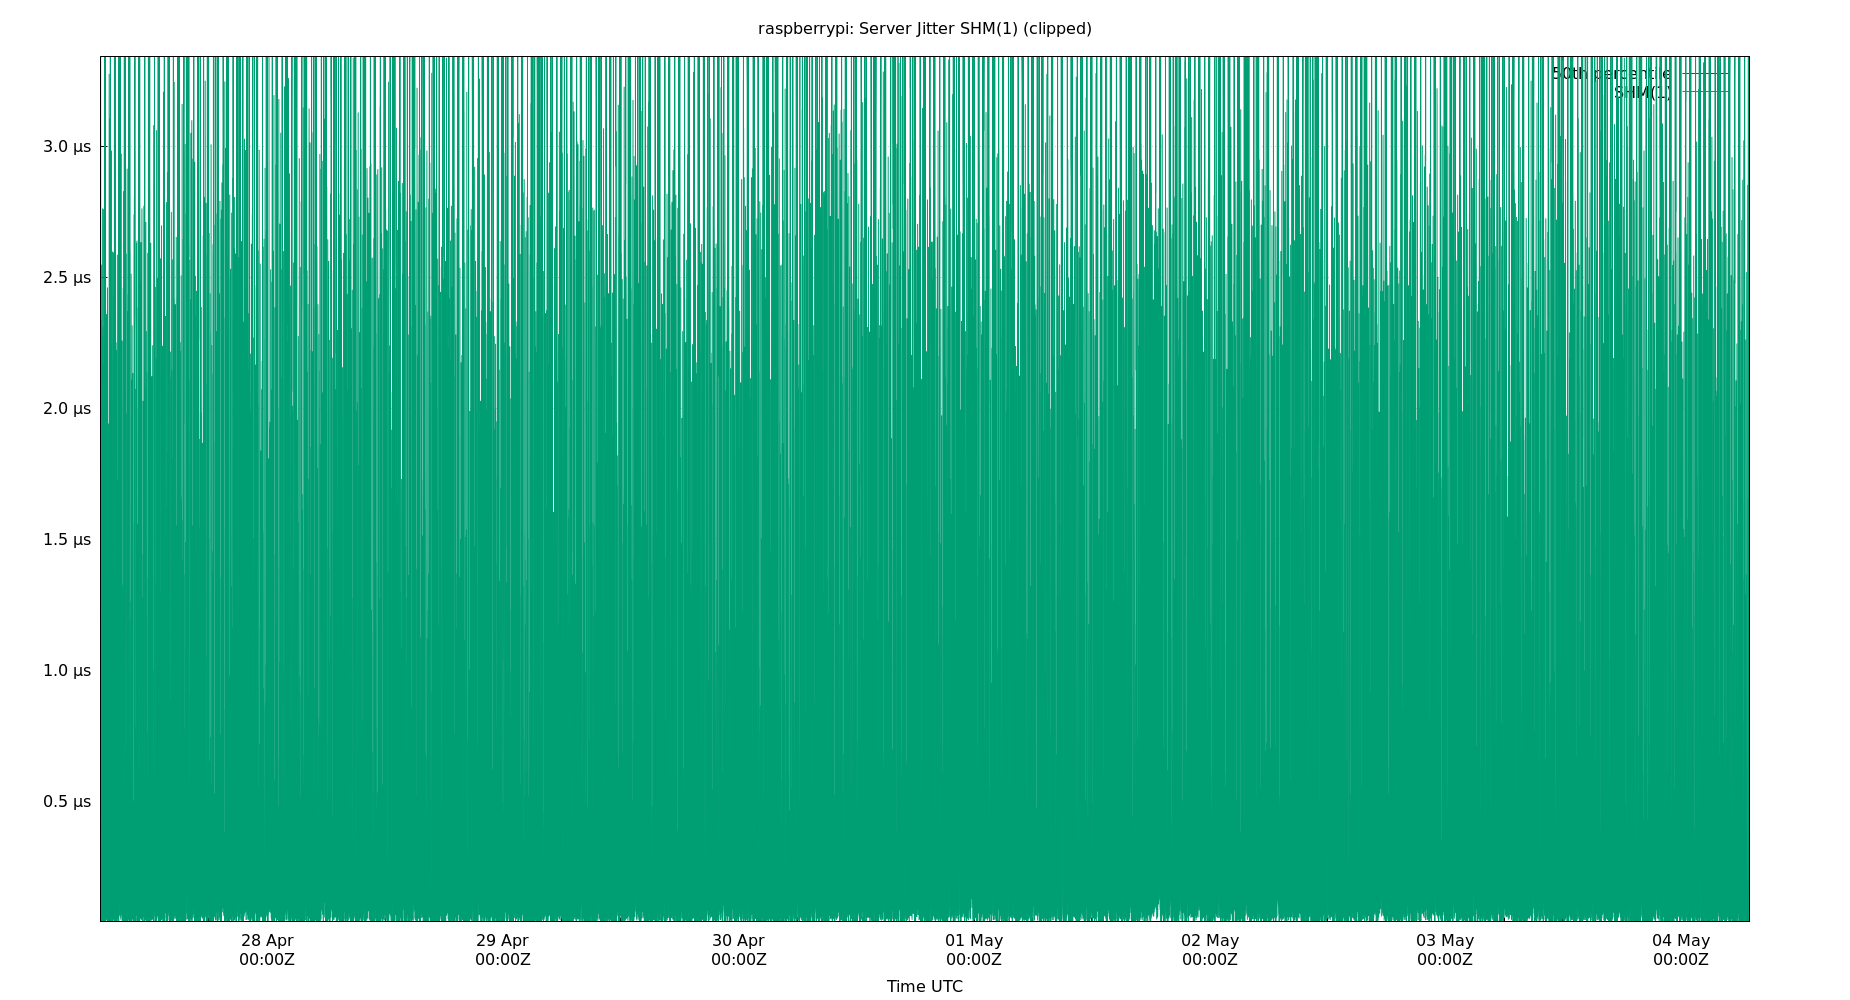 raspberrypi: Server Jitter SHM(1) (clipped)
50th percentile
SHM(1)
3.0 µs
2.5 µs
2.0 µs
1.5 µs
1.0 µs
0.5 µs
28 Apr 29 Apr 30 Apr 01 May 02 May 03 May 04 May
00:00Z 00:00Z 00:00Z 00:00Z 00:00Z 00:00Z 00:00Z
Time UTC